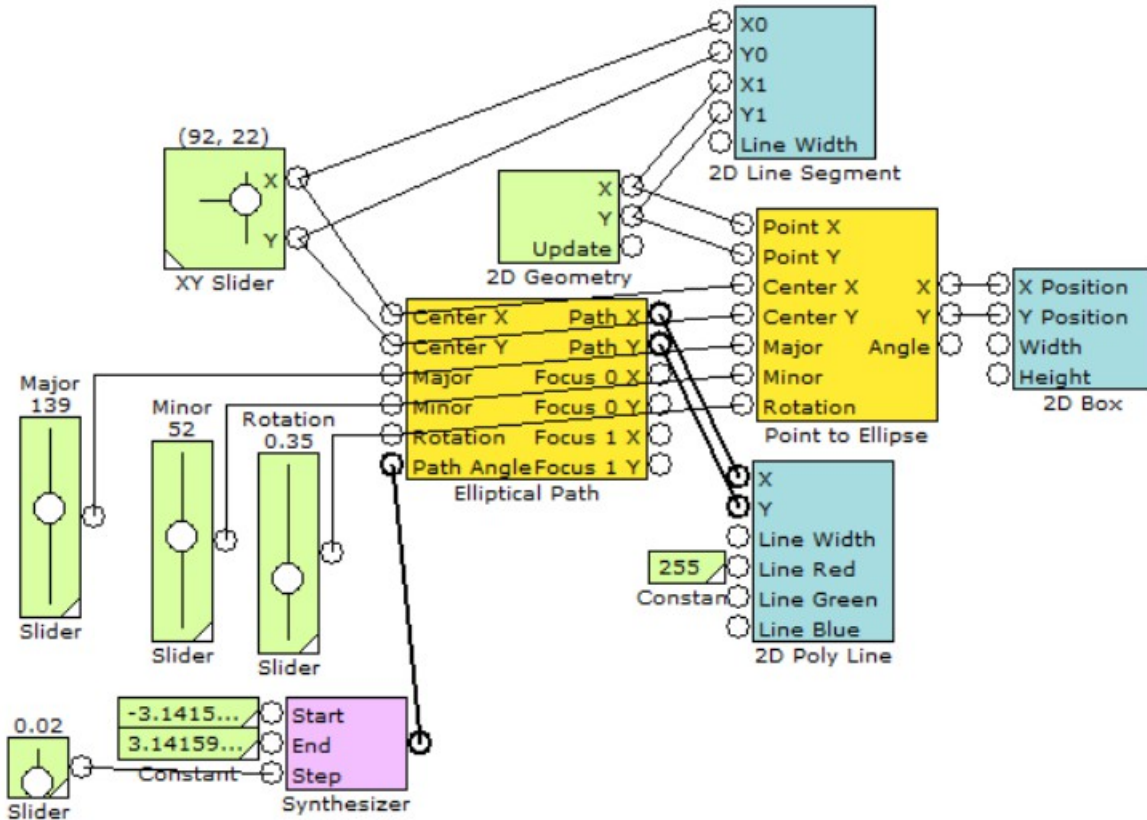 X0
Y0
X1
Y1
Line Width
2D Line Segment
(92, 22)
X
Y
XY Slider
X
Y
Update
2D Geometry
Point X
Point Y
Center X X
Center Y Y
Major Angle
Minor
Rotation
Point to Ellipse
X Position
Y Position
Width
Height
2D Box
Center X Path X
Center Y Path Y
Major Focus 0 X
Minor Focus 0 Y
Rotation Focus 1 X
Path Angle Focus 1 Y
Elliptical Path
Major
139
Slider
Minor
52
Slider
Rotation
0.35
Slider
X
Y
Line Width
Line Red
Line Green
Line Blue
2D Poly Line
255
Constan
-3.1415...
3.14159...
Constant
Start
End
Step
Synthesizer
0.02
Slider